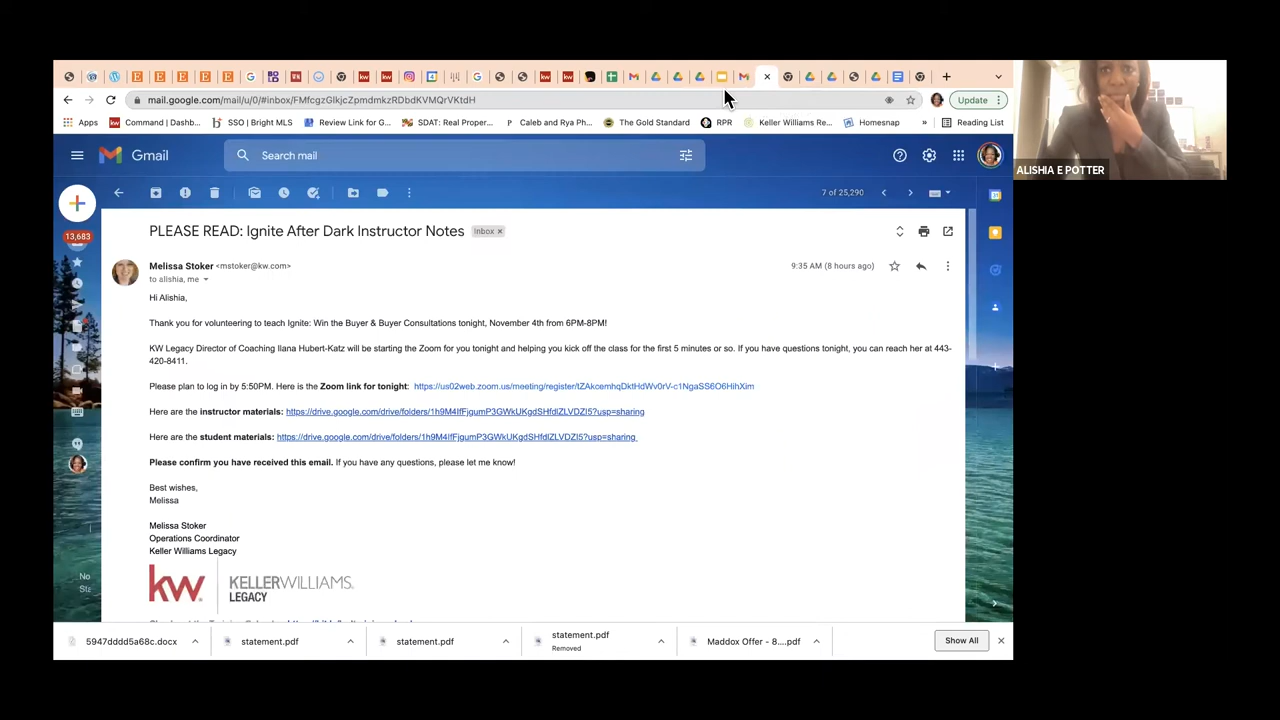 mail.google.com/mail/u/0/#inbox/FMfcgzGlkjcZpmdmkzRDbdKVMQrVKtdH
Update
Apps
Command | Dashb...
SSO | Bright MLS
Review Link for G...
SDAT: Real Proper...
Caleb and Rya Ph...
The Gold Standard
RPR
Keller Williams Re...
Homesnap
»
Reading List
ALISHIA E POTTER
Gmail
Search mail
7 of 25,290
13,683
PLEASE READ: Ignite After Dark Instructor Notes
Inbox x
Melissa Stoker <mstoker@kw.com>
9:35 AM (8 hours ago)
to alishia, me
Hi Alishia,
Thank you for volunteering to teach Ignite: Win the Buyer & Buyer Consultations tonight, November 4th from 6PM-8PM!
KW Legacy Director of Coaching Ilana Hubert-Katz will be starting the Zoom for you tonight and helping you kick off the class for the first 5 minutes or so. If you have questions tonight, you can reach her at 443-
420-8411.
Please plan to log in by 5:50PM. Here is the Zoom link for tonight: https://us02web.zoom.us/meeting/register/tZAkcemhqDktHdWv0rV-c1NgaSS6O6HihXim
Here are the instructor materials: https://drive.google.com/drive/folders/1h9M4IfFjgumP3GWkUKgdSHfdlZLVDZI5?usp=sharing
Here are the student materials: https://drive.google.com/drive/folders/1h9M4IfFjgumP3GWkUKgdSHfdlZLVDZI5?usp=sharing
Please confirm you have received this email. If you have any questions, please let me know!
Best wishes,
Melissa
Melissa Stoker
Operations Coordinator
Keller Williams Legacy
kw
KELLERWILLIAMS.
LEGACY
No
5947dddd5a68c.docx
statement.pdf
statement.pdf
statement.pdf
Removed
Maddox Offer - 8....pdf
Show All